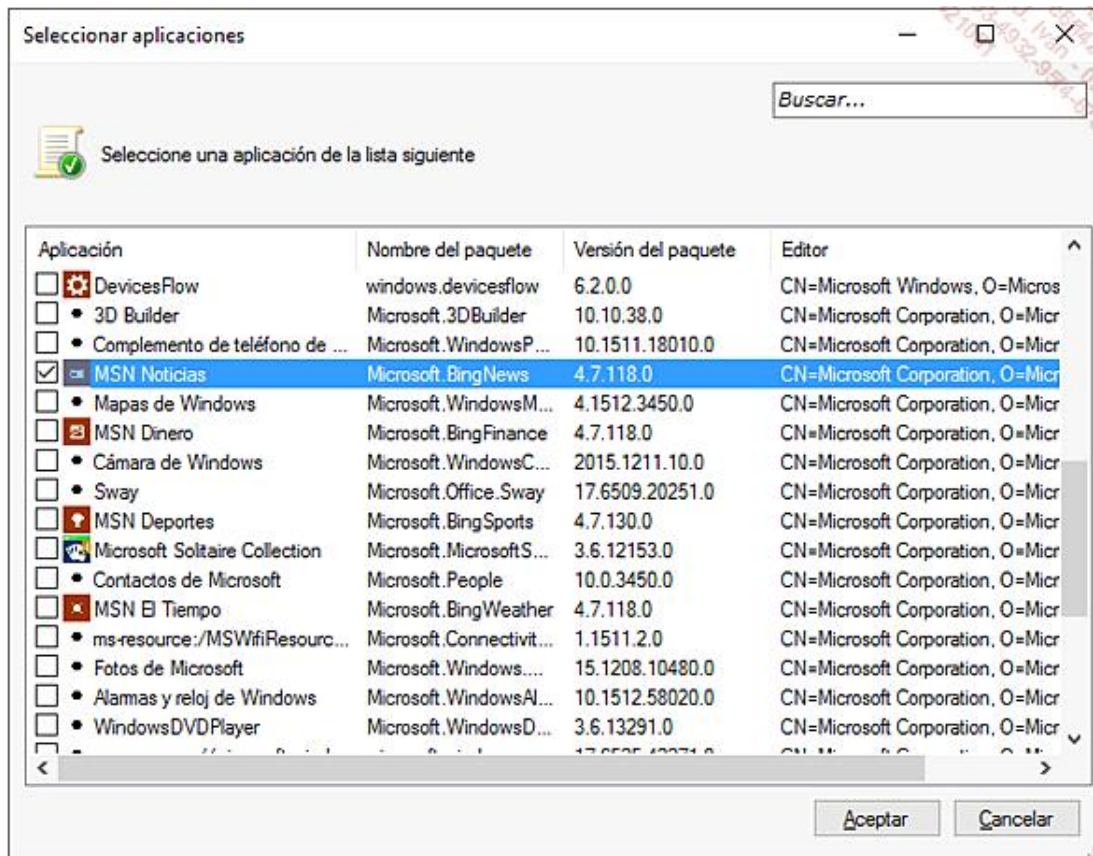 Seleccionar aplicaciones
Buscar...
Seleccione una aplicación de la lista siguiente
Aplicación Nombre del paquete Versión del paquete Editor
DevicesFlow windows.devicesflow 6.2.0.0 CN=Microsoft Windows, O=Micros
3D Builder Microsoft.3DBuilder 10.10.38.0 CN=Microsoft Corporation, O=Micr
Complemento de teléfono de ... Microsoft.WindowsP... 10.1511.18010.0 CN=Microsoft Corporation, O=Micr
MSN Noticias Microsoft.BingNews 4.7.118.0 CN=Microsoft Corporation, O=Micr
Mapas de Windows Microsoft.WindowsM... 4.1512.3450.0 CN=Microsoft Corporation, O=Micr
MSN Dinero Microsoft.BingFinance 4.7.118.0 CN=Microsoft Corporation, O=Micr
Cámara de Windows Microsoft.WindowsC... 2015.1211.10.0 CN=Microsoft Corporation, O=Micr
Sway Microsoft.Office.Sway 17.6509.20251.0 CN=Microsoft Corporation, O=Micr
MSN Deportes Microsoft.BingSports 4.7.130.0 CN=Microsoft Corporation, O=Micr
Microsoft Solitaire Collection Microsoft.MicrosoftS... 3.6.12153.0 CN=Microsoft Corporation, O=Micr
Contactos de Microsoft Microsoft.People 10.0.3450.0 CN=Microsoft Corporation, O=Micr
MSN El Tiempo Microsoft.BingWeather 4.7.118.0 CN=Microsoft Corporation, O=Micr
ms-resource:/MSWifiResourc... Microsoft.Connectivit... 1.1511.2.0 CN=Microsoft Corporation, O=Micr
Fotos de Microsoft Microsoft.Windows.... 15.1208.10480.0 CN=Microsoft Corporation, O=Micr
Alarmas y reloj de Windows Microsoft.WindowsAl... 10.1512.58020.0 CN=Microsoft Corporation, O=Micr
WindowsDVDPlayer Microsoft.WindowsD... 3.6.13291.0 CN=Microsoft Corporation, O=Micr
Aceptar Cancelar